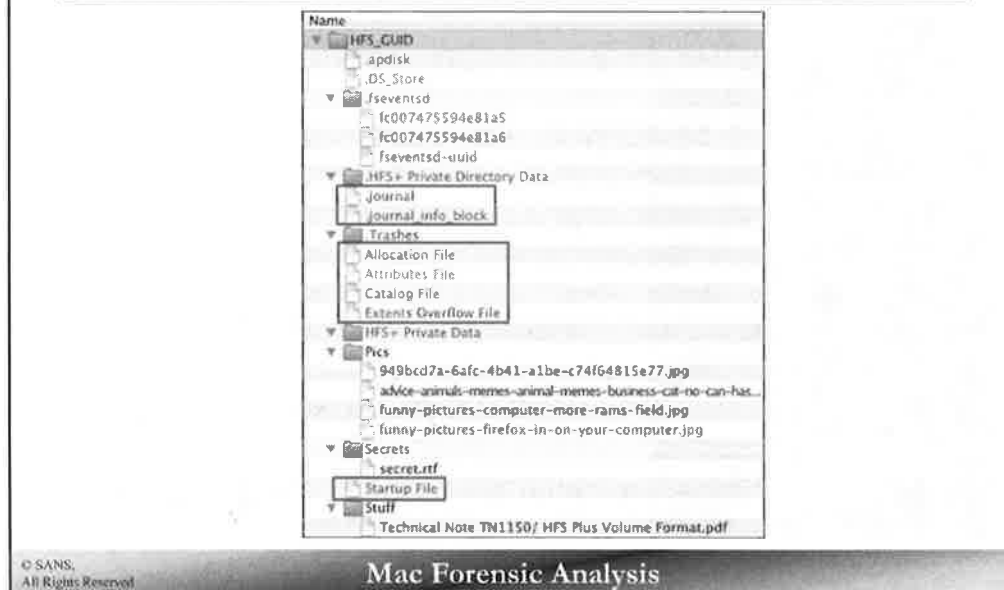 Name
HFS_GUID
.apdisk
.DS_Store
.fseventsd
fc007475594e81a5
fc007475594e81a6
fseventsd-uuid
.HFS+ Private Directory Data
.journal
.journal_info_block
.Trashes
Allocation File
Attributes File
Catalog File
Extents Overflow File
HFS+ Private Data
Pics
949bcd7a-6afc-4b41-a1be-c74f64815e77.jpg
advice-animals-memes-animal-memes-business-cat-no-can-has...
funny-pictures-computer-more-rams-field.jpg
funny-pictures-firefox-in-on-your-computer.jpg
Secrets
secret.rtf
Startup File
Stuff
Technical Note TN1150/ HFS Plus Volume Format.pdf
© SANS,
All Rights Reserved
Mac Forensic Analysis